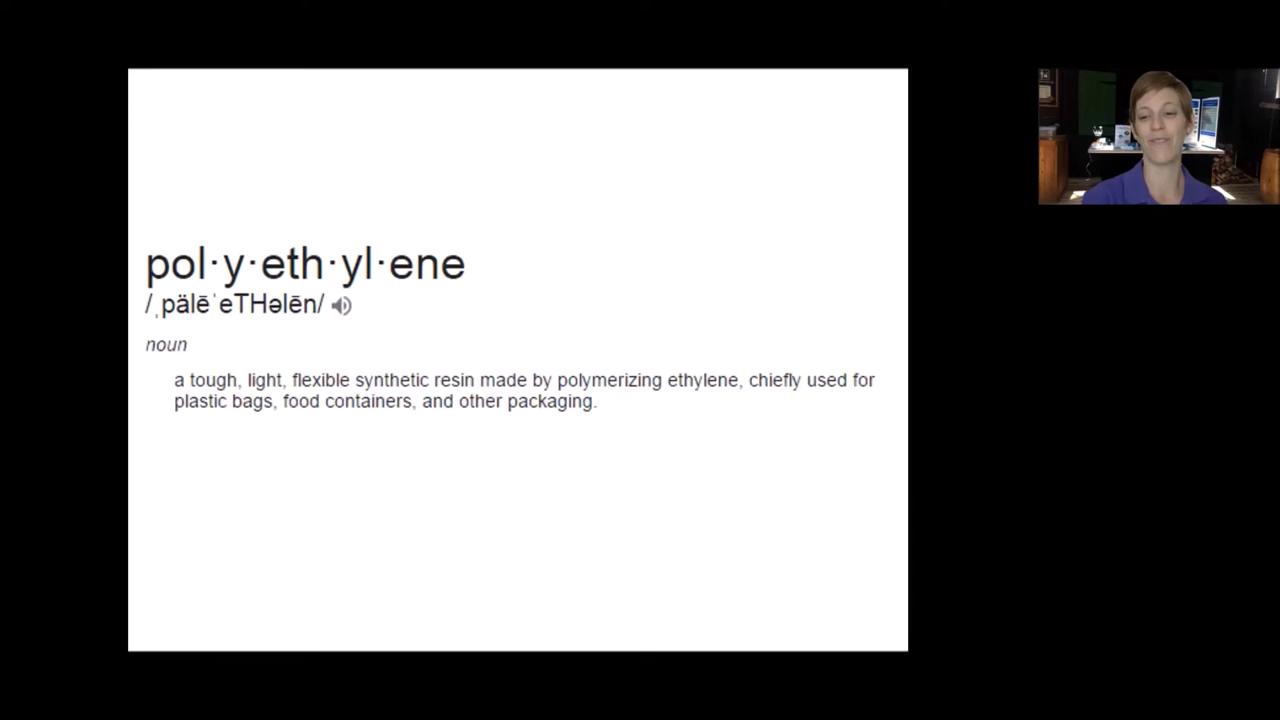 pol·y·eth·yl·ene
/ˌpälēˈeTHəlēn/
noun
a tough, light, flexible synthetic resin made by polymerizing ethylene, chiefly used for
plastic bags, food containers, and other packaging.